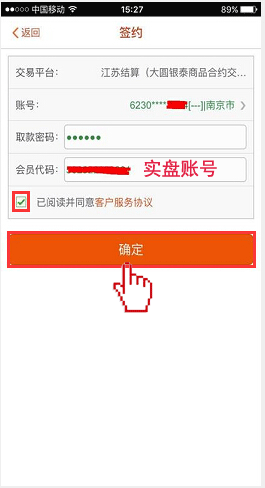 中国移动 15:27 89%
返回 签约
交易平台: 江苏结算（大圆银泰商品合约交...
账号: 6230**** [---]|南京市
取款密码: ●●●●●●
会员代码: 实盘账号
已阅读并同意客户服务协议
确定